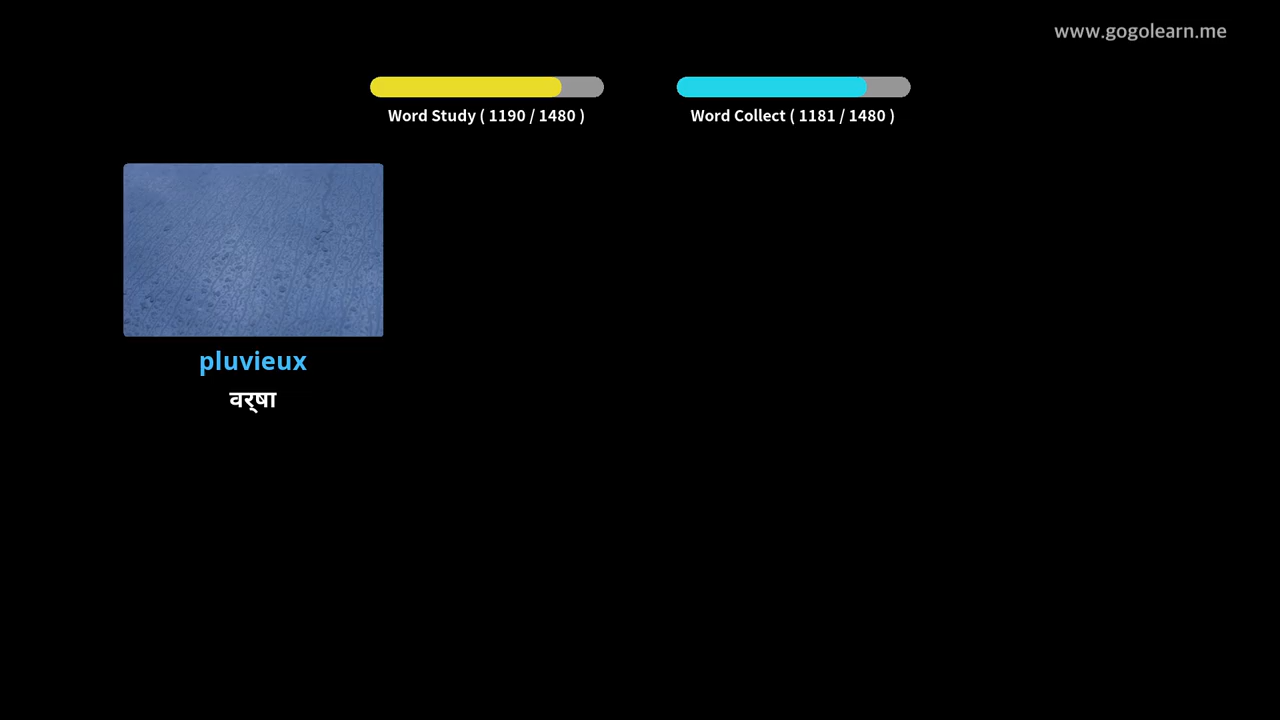 www.gogolearn.me
Word Study ( 1190 / 1480 )
Word Collect ( 1181 / 1480 )
pluvieux
वर्षा